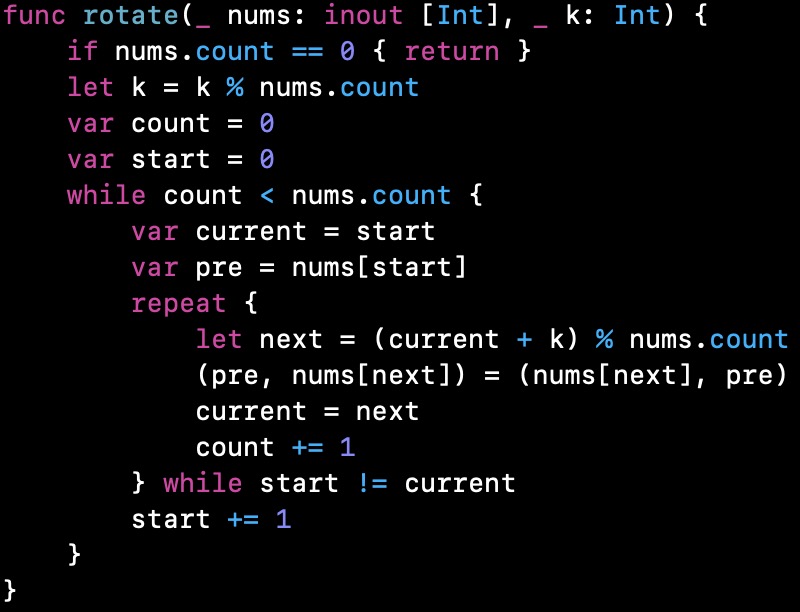 func rotate(_ nums: inout [Int], _ k: Int) {
    if nums.count == 0 { return }
    let k = k % nums.count
    var count = 0
    var start = 0
    while count < nums.count {
        var current = start
        var pre = nums[start]
        repeat {
            let next = (current + k) % nums.count
            (pre, nums[next]) = (nums[next], pre)
            current = next
            count += 1
        } while start != current
        start += 1
    }
}